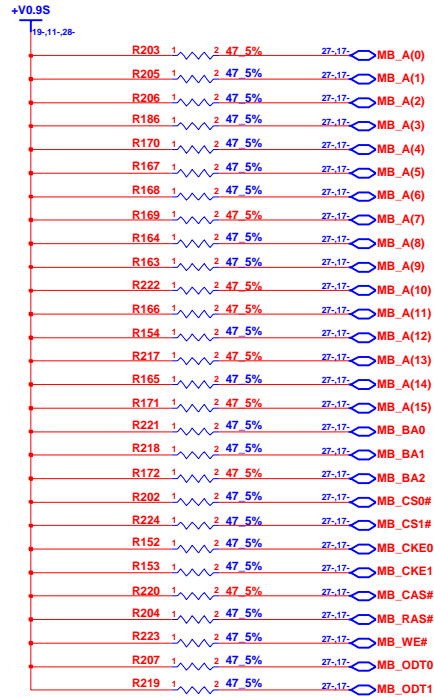 +V0.9S
19-,11-,28-
R203 1 2 47_5% 27-,17- MB_A(0)
R205 1 2 47_5% 27-,17- MB_A(1)
R206 1 2 47_5% 27-,17- MB_A(2)
R186 1 2 47_5% 27-,17- MB_A(3)
R170 1 2 47_5% 27-,17- MB_A(4)
R167 1 2 47_5% 27-,17- MB_A(5)
R168 1 2 47_5% 27-,17- MB_A(6)
R169 1 2 47_5% 27-,17- MB_A(7)
R164 1 2 47_5% 27-,17- MB_A(8)
R163 1 2 47_5% 27-,17- MB_A(9)
R222 1 2 47_5% 27-,17- MB_A(10)
R166 1 2 47_5% 27-,17- MB_A(11)
R154 1 2 47_5% 27-,17- MB_A(12)
R217 1 2 47_5% 27-,17- MB_A(13)
R165 1 2 47_5% 27-,17- MB_A(14)
R171 1 2 47_5% 27-,17- MB_A(15)
R221 1 2 47_5% 27-,17- MB_BA0
R218 1 2 47_5% 27-,17- MB_BA1
R172 1 2 47_5% 27-,17- MB_BA2
R202 1 2 47_5% 27-,17- MB_CS0#
R224 1 2 47_5% 27-,17- MB_CS1#
R152 1 2 47_5% 27-,17- MB_CKE0
R153 1 2 47_5% 27-,17- MB_CKE1
R220 1 2 47_5% 27-,17- MB_CAS#
R204 1 2 47_5% 27-,17- MB_RAS#
R223 1 2 47_5% 27-,17- MB_WE#
R207 1 2 47_5% 27-,17- MB_ODT0
R219 1 2 47_5% 27-,17- MB_ODT1